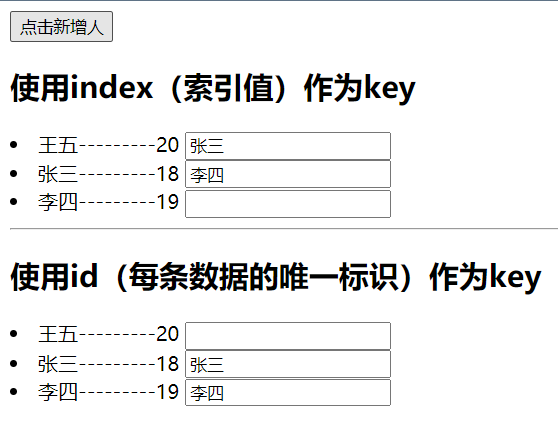 点击新增人
使用index（索引值）作为key
王五---------20 张三
张三---------18 李四
李四---------19
使用id（每条数据的唯一标识）作为key
王五---------20
张三---------18 张三
李四---------19 李四